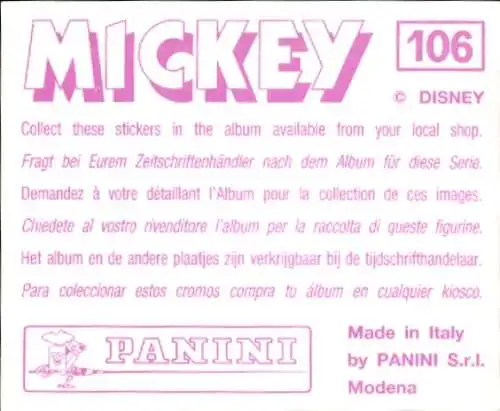 MICKEY
106
© DISNEY
Collect these stickers in the album available from your local shop.
Fragt bei Eurem Zeitschriftenhändler nach dem Album für diese Serie.
Demandez à votre détaillant l'Album pour la collection de ces images.
Chiedete al vostro rivenditore l'album per la raccolta di queste figurine.
Het album en de andere plaatjes zijn verkrijgbaar bij de tijdschrifthandelaar.
Para coleccionar estos cromos compra tu álbum en cualquier kiosco.
PANINI
Made in Italy
by PANINI S.r.l.
Modena